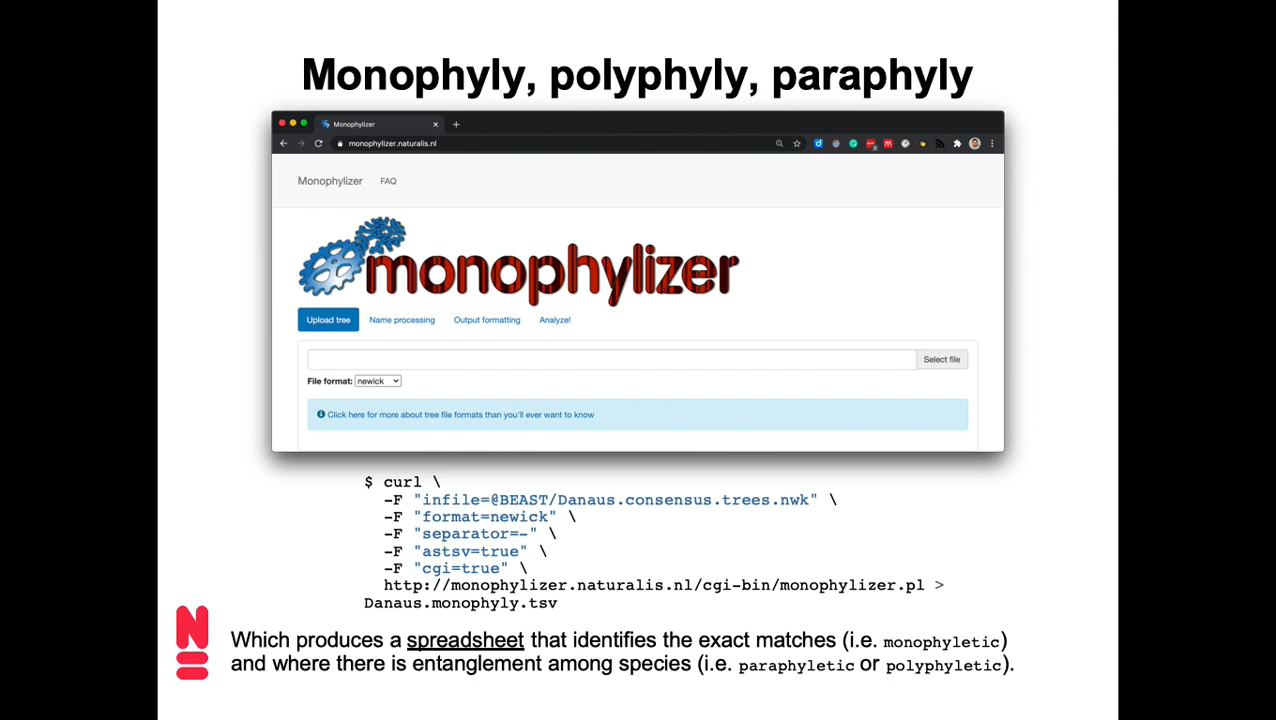 Monophyly, polyphyly, paraphyly
Monophylizer
monophylizer.naturalis.nl
Monophylizer FAQ
monophylizer
Upload tree Name processing Output formatting Analyze!
Select file
File format: newick
Click here for more about tree file formats than you'll ever want to know
$ curl \
-F "infile=@BEAST/Danaus.consensus.trees.nwk" \
-F "format=newick" \
-F "separator=-" \
-F "astsv=true" \
-F "cgi=true" \
http://monophylizer.naturalis.nl/cgi-bin/monophylizer.pl >
Danaus.monophyly.tsv
Which produces a spreadsheet that identifies the exact matches (i.e. monophyletic)
and where there is entanglement among species (i.e. paraphyletic or polyphyletic).